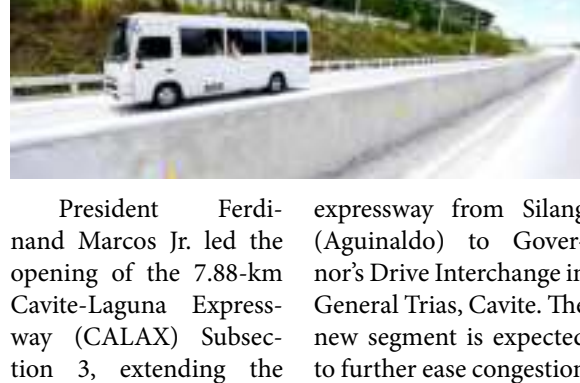 President Ferdi-
nand Marcos Jr. led the
opening of the 7.88-km
Cavite-Laguna Express-
way (CALAX) Subsec-
tion 3, extending the
expressway from Silang
(Aguinaldo) to Gover-
nor's Drive Interchange in
General Trias, Cavite. The
new segment is expected
to further ease congestion